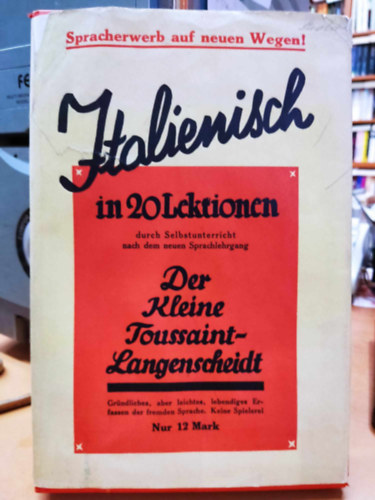 Spracherwerb auf neuen Wegen!
Italienisch
in 20 Lektionen
durch Selbstunterricht
nach dem neuen Sprachlehrgang
Der
Kleine
Toussaint-
Langenscheidt
Gründliches, aber leichtes, lebendiges Er-
fassen der fremden Sprache. Keine Spielerei
Nur 12 Mark